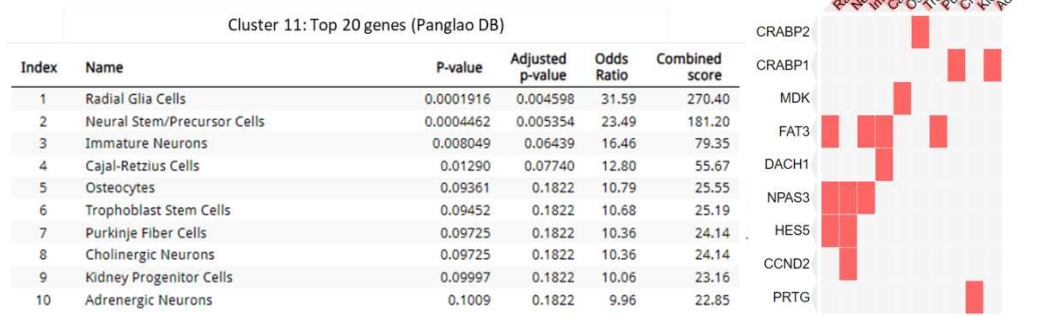 Cluster 11: Top 20 genes (Panglao DB)
Index Name P-value Adjusted p-value Odds Ratio Combined score
1 Radial Glia Cells 0.0001916 0.004598 31.59 270.40
2 Neural Stem/Precursor Cells 0.0004462 0.005354 23.49 181.20
3 Immature Neurons 0.008049 0.06439 16.46 79.35
4 Cajal-Retzius Cells 0.01290 0.07740 12.80 55.67
5 Osteocytes 0.09361 0.1822 10.79 25.55
6 Trophoblast Stem Cells 0.09452 0.1822 10.68 25.19
7 Purkinje Fiber Cells 0.09725 0.1822 10.36 24.14
8 Cholinergic Neurons 0.09725 0.1822 10.36 24.14
9 Kidney Progenitor Cells 0.09997 0.1822 10.06 23.16
10 Adrenergic Neurons 0.1009 0.1822 9.96 22.85
CRABP2
CRABP1
MDK
FAT3
DACH1
NPAS3
HES5
CCND2
PRTG